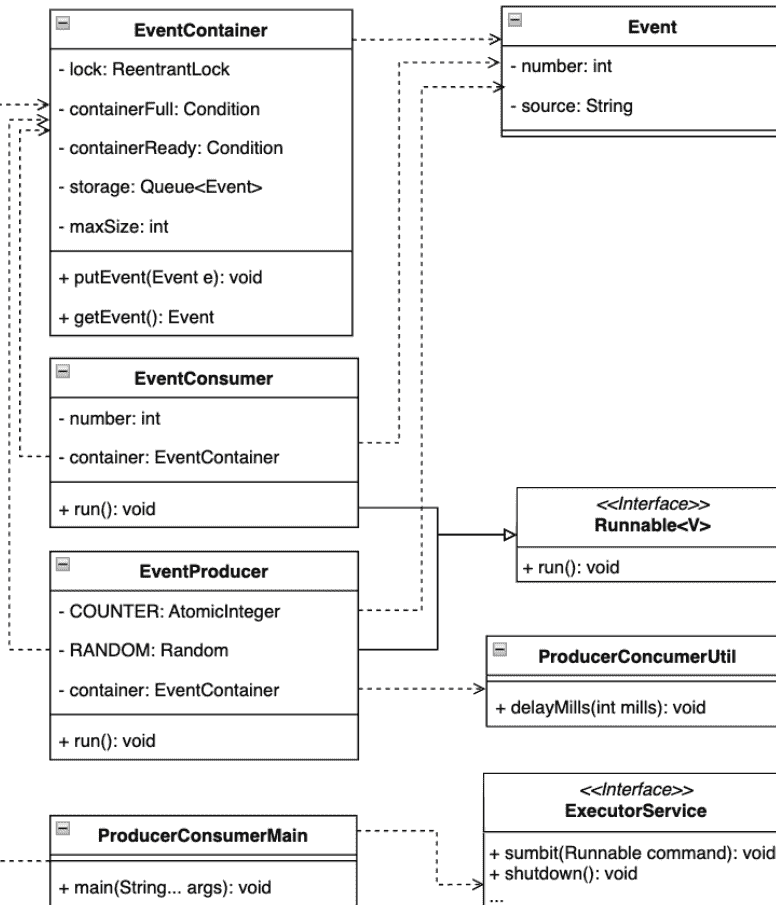 EventContainer
- lock: ReentrantLock
- containerFull: Condition
- containerReady: Condition
- storage: Queue<Event>
- maxSize: int
+ putEvent(Event e): void
+ getEvent(): Event
Event
- number: int
- source: String
EventConsumer
- number: int
- container: EventContainer
+ run(): void
<<Interface>>
Runnable<V>
+ run(): void
EventProducer
- COUNTER: AtomicInteger
- RANDOM: Random
- container: EventContainer
+ run(): void
ProducerConcumerUtil
+ delayMills(int mills): void
ProducerConsumerMain
+ main(String... args): void
<<Interface>>
ExecutorService
+ sumbit(Runnable command): void
+ shutdown(): void
...